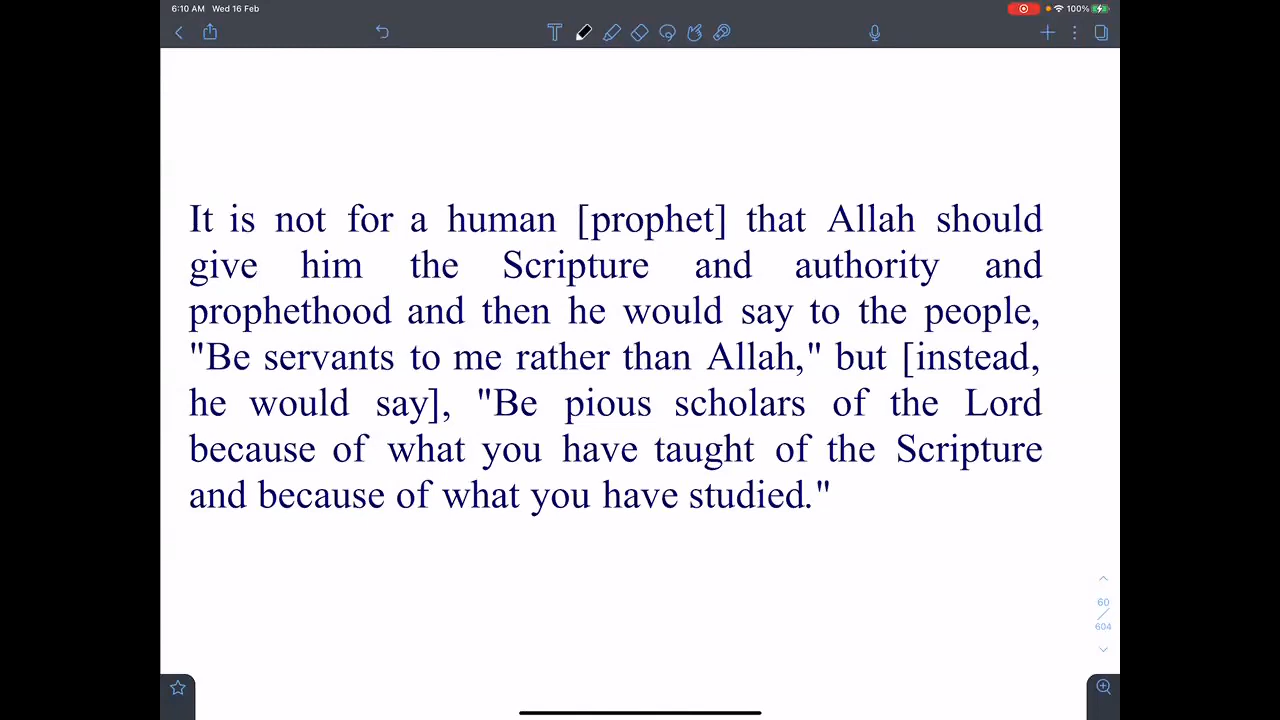 6:10 AM Wed 16 Feb
100%
It is not for a human [prophet] that Allah should
give him the Scripture and authority and
prophethood and then he would say to the people,
"Be servants to me rather than Allah," but [instead,
he would say], "Be pious scholars of the Lord
because of what you have taught of the Scripture
and because of what you have studied."
60
604